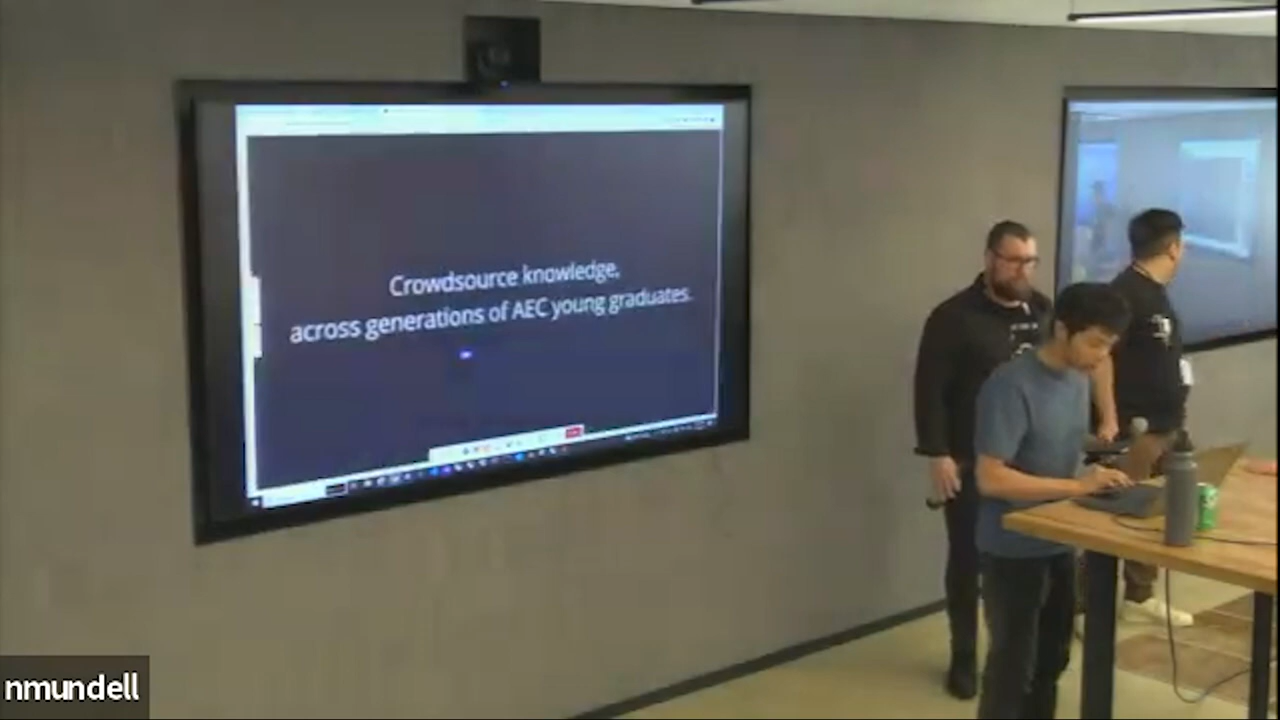 Crowdsource knowledge,
across generations of AEC young graduates.
nmundell